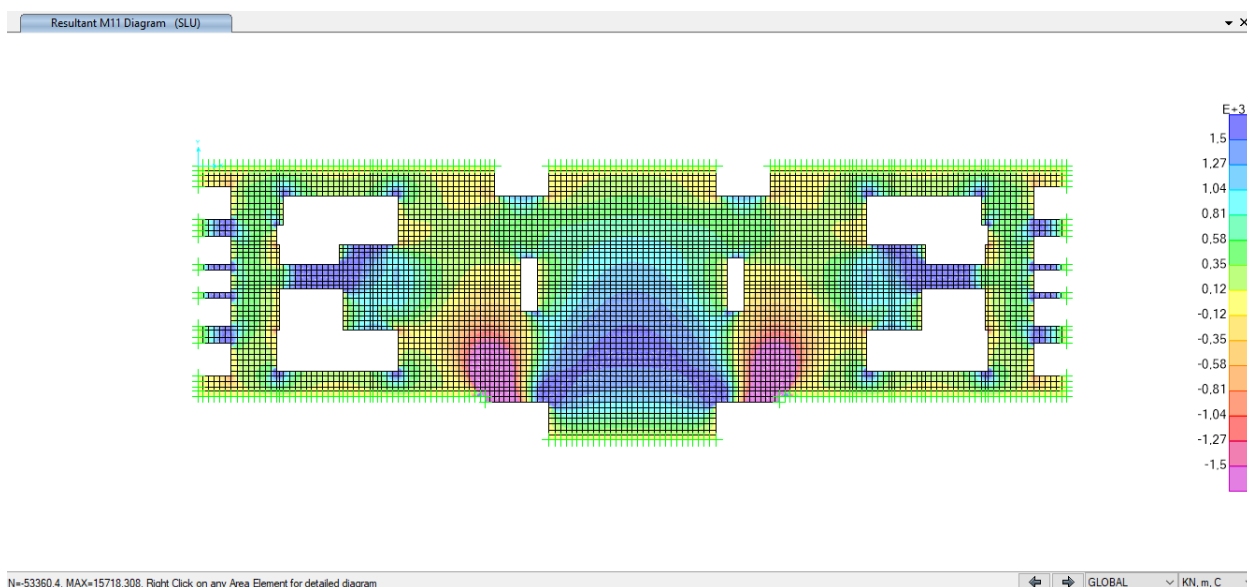 Resultant M11 Diagram (SLU)
E+3
1.5
1.27
1.04
0.81
0.58
0.35
0.12
-0.12
-0.35
-0.58
-0.81
-1.04
-1,27
-1.5
N=-53360.4, MAX=15718.308, Right Click on any Area Element for detailed diagram
GLOBAL
KN, m, C